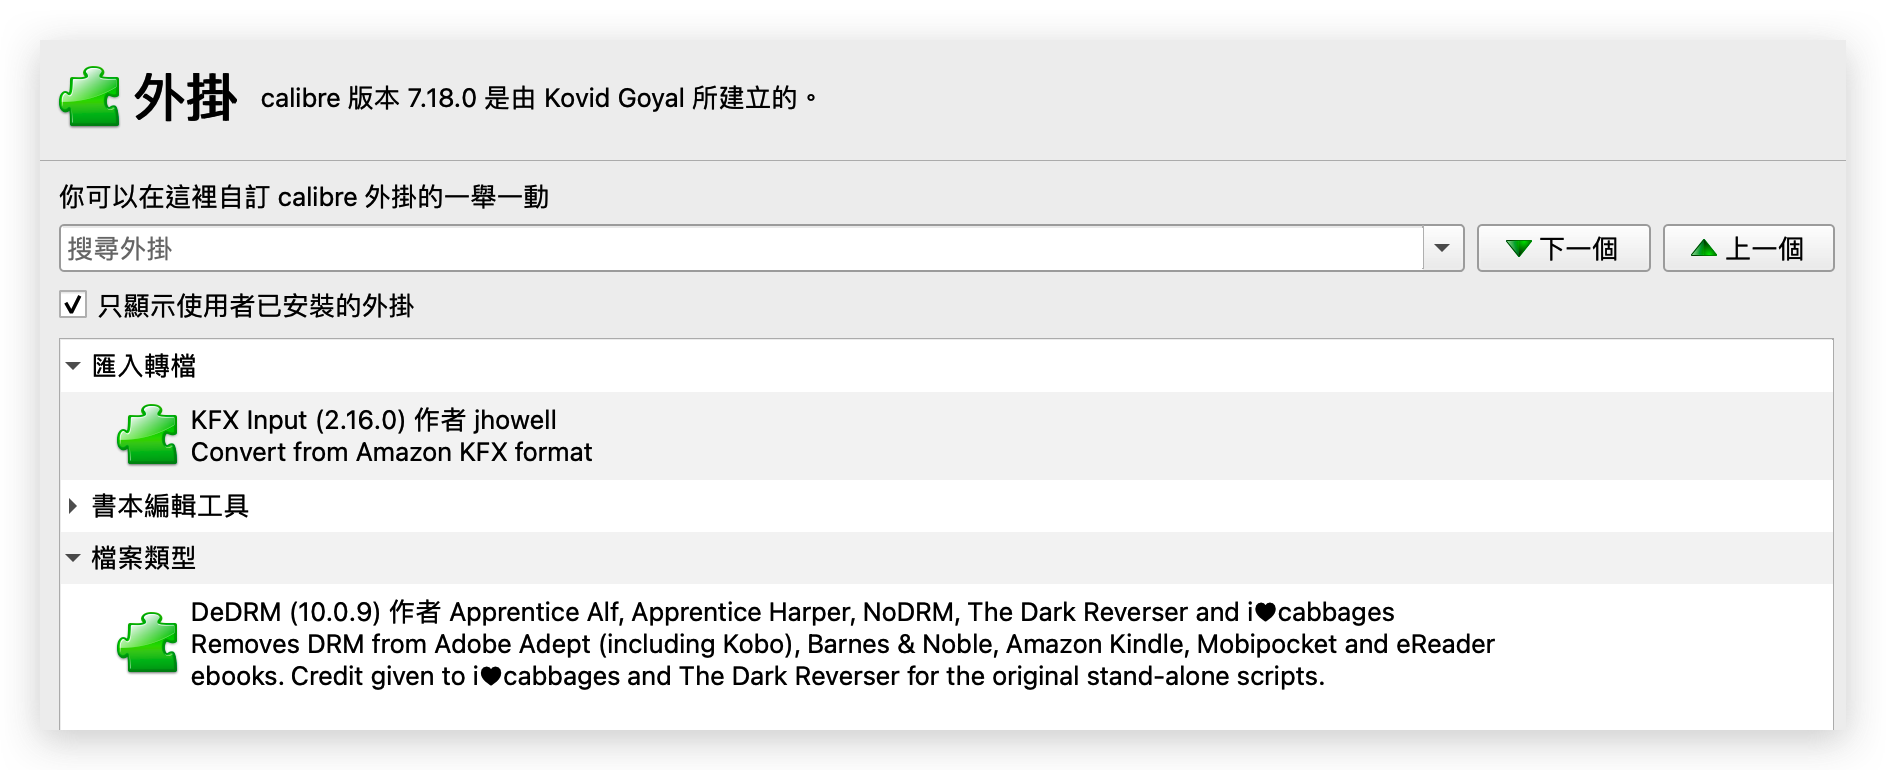 外掛 calibre 版本 7.18.0 是由 Kovid Goyal 所建立的。
你可以在這裡自訂 calibre 外掛的一舉一動
搜尋外掛
下一個
上一個
只顯示使用者已安裝的外掛
匯入轉檔
KFX Input (2.16.0) 作者 jhowell
Convert from Amazon KFX format
書本編輯工具
檔案類型
DeDRM (10.0.9) 作者 Apprentice Alf, Apprentice Harper, NoDRM, The Dark Reverser and i♥cabbages
Removes DRM from Adobe Adept (including Kobo), Barnes & Noble, Amazon Kindle, Mobipocket and eReader
ebooks. Credit given to i♥cabbages and The Dark Reverser for the original stand-alone scripts.